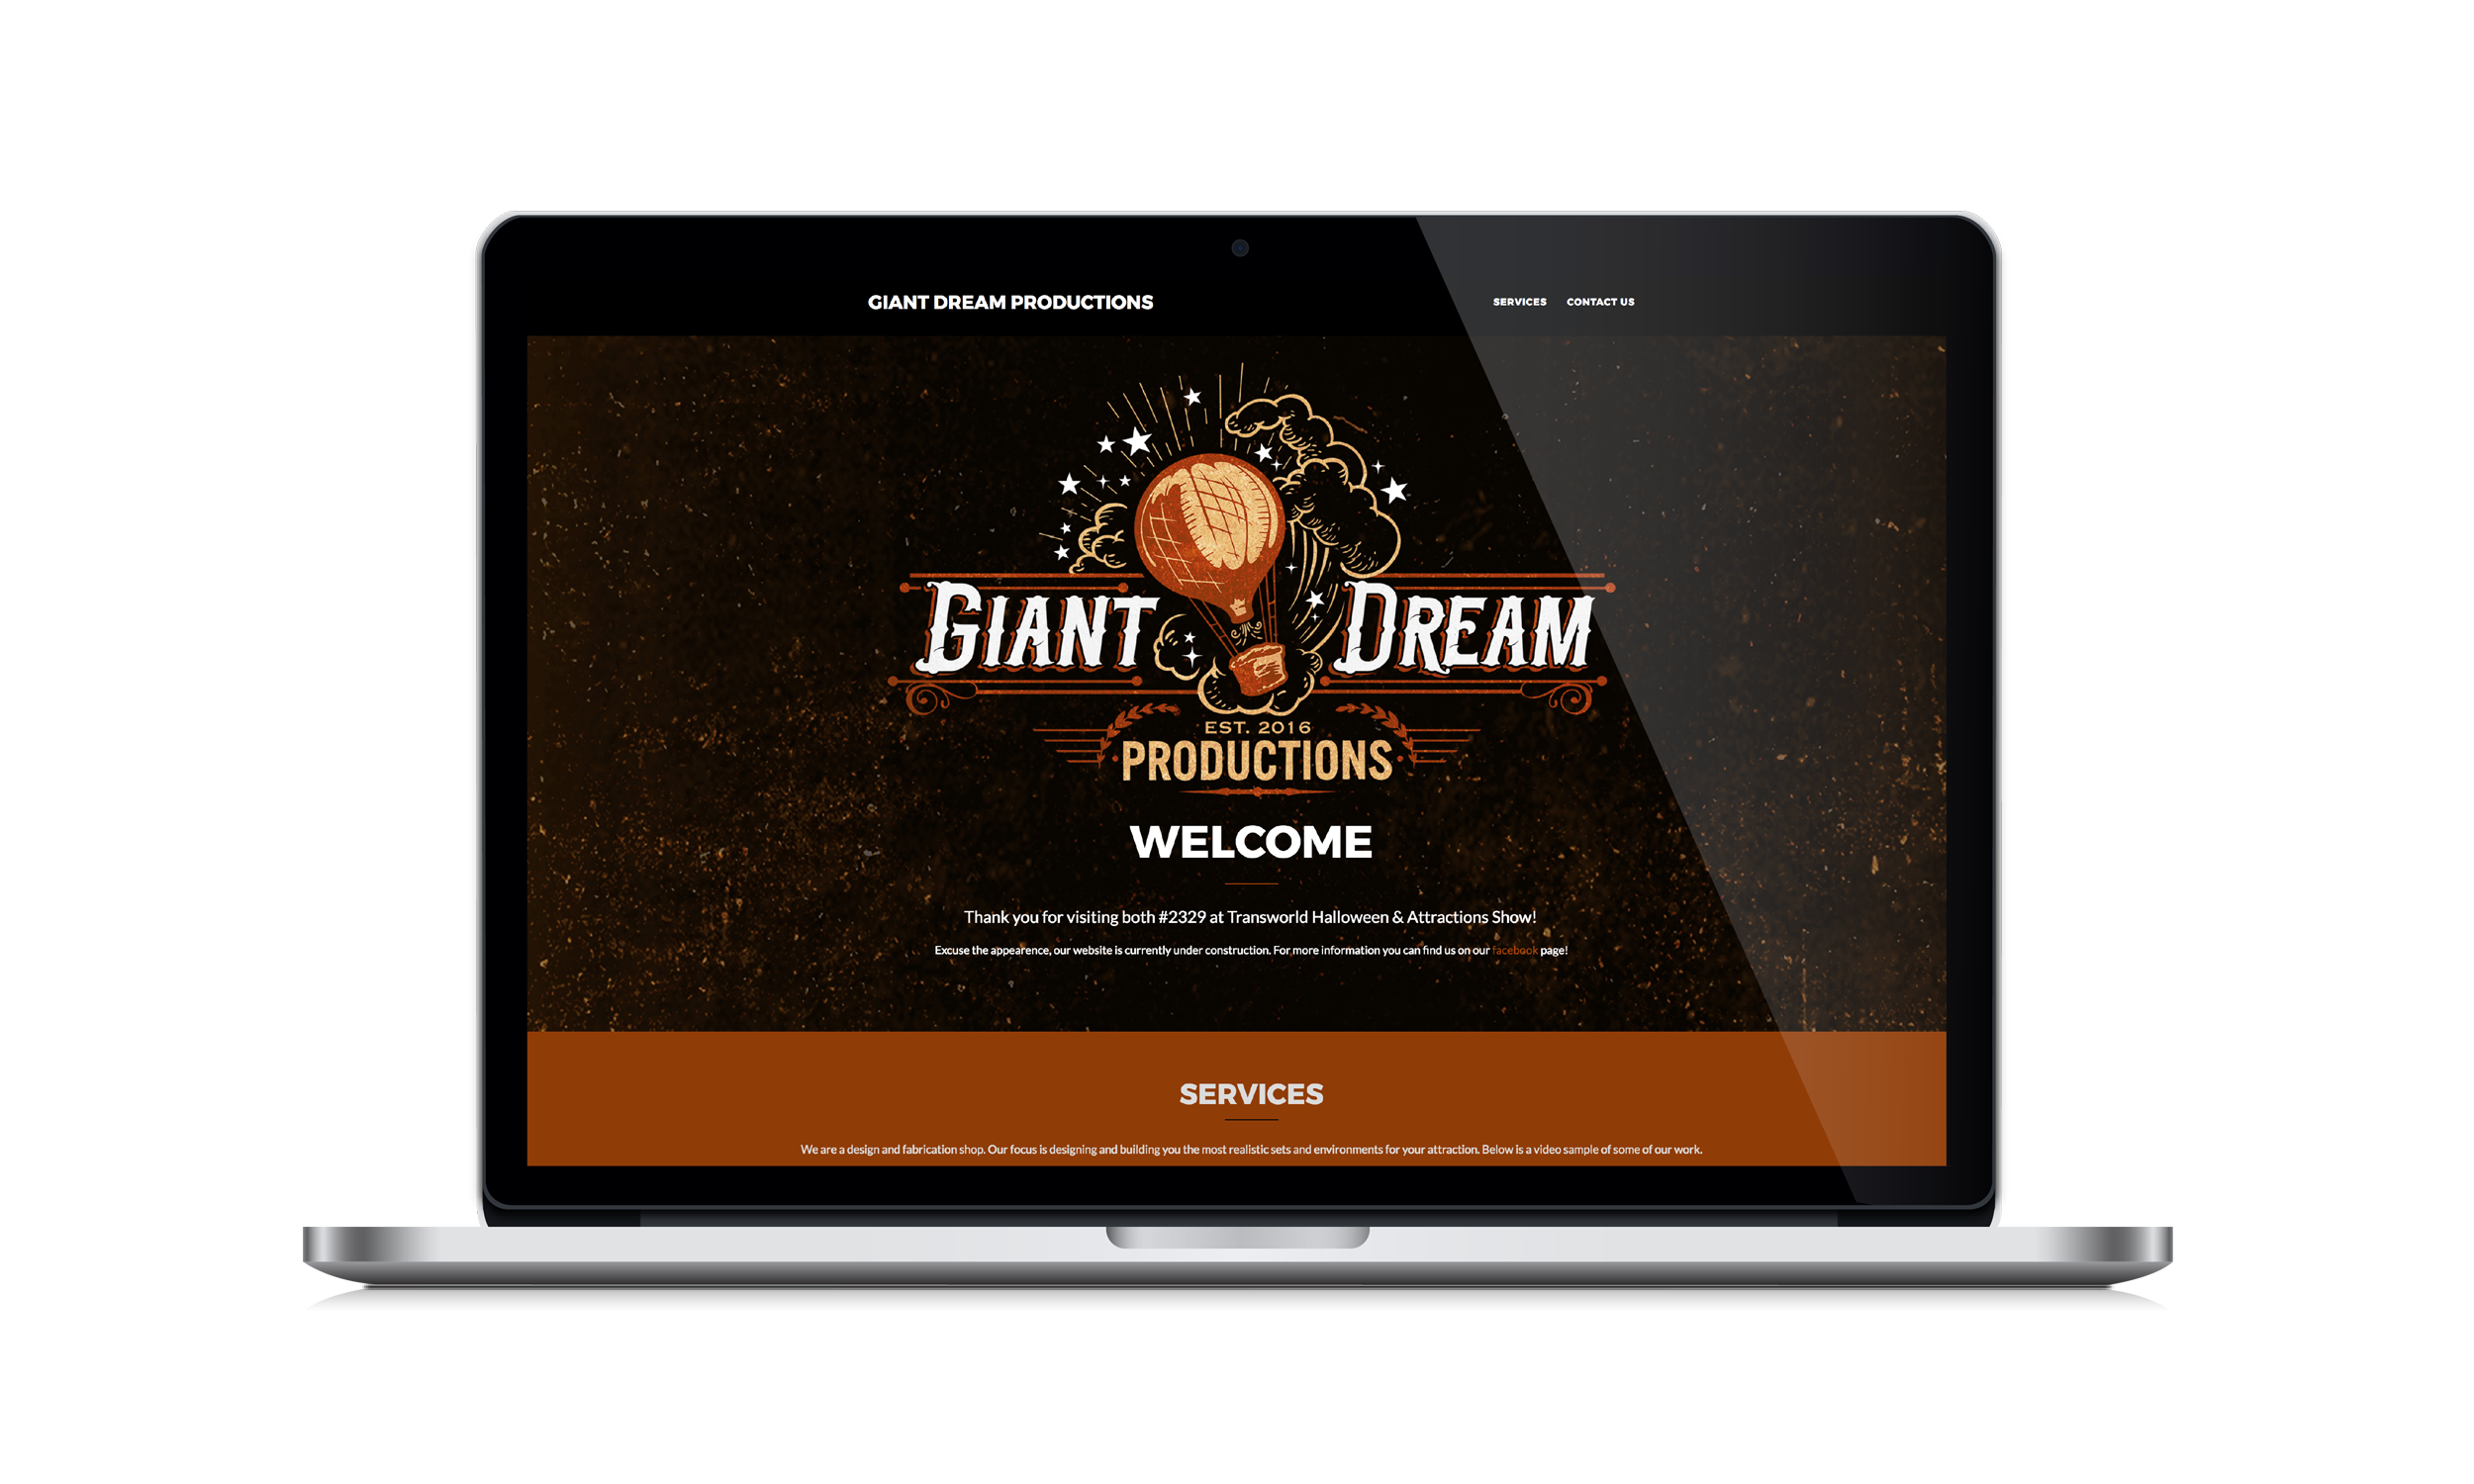 GIANT DREAM PRODUCTIONS
SERVICES CONTACT US
GIANT DREAM
EST. 2016
PRODUCTIONS
WELCOME
Thank you for visiting both #2329 at Transworld Halloween & Attractions Show!
Excuse the appearence, our website is currently under construction. For more information you can find us on our facebook page!
SERVICES
We are a design and fabrication shop. Our focus is designing and building you the most realistic sets and environments for your attraction. Below is a video sample of some of our work.